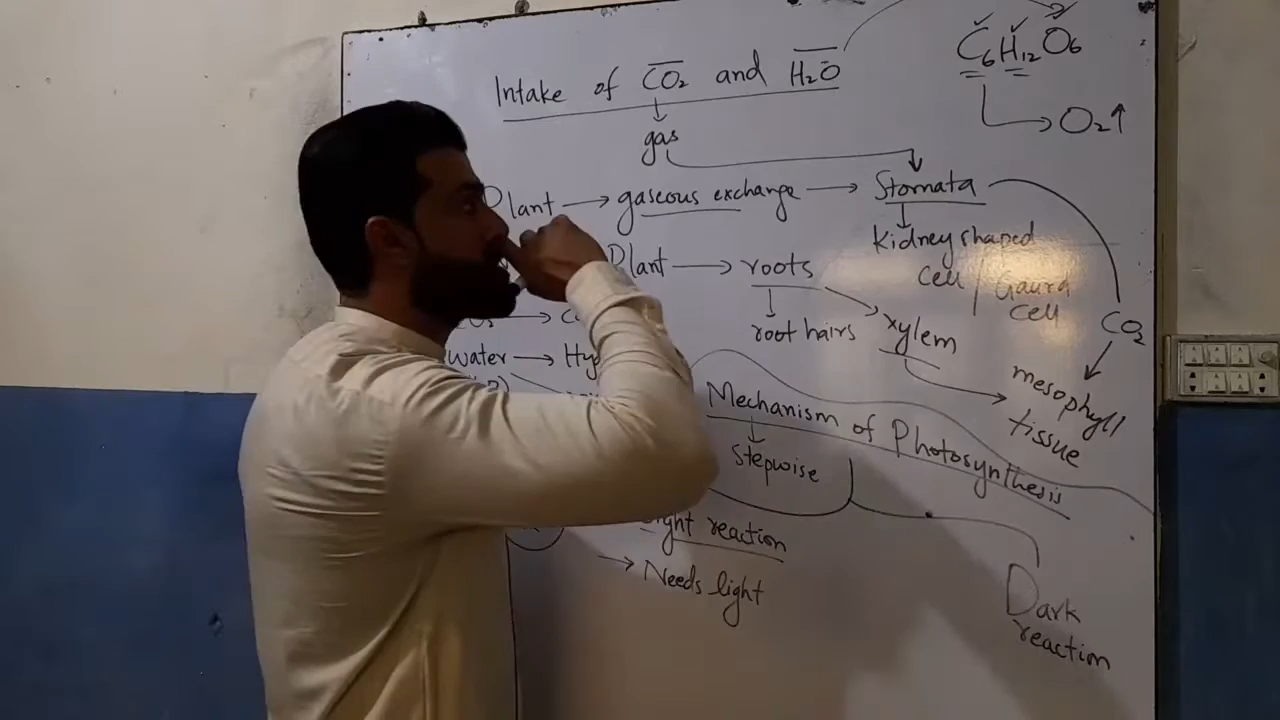 Intake of CO₂ and H₂O
C₆H₁₂O₆
O₂↑
gas
Plant → gaseous exchange → Stomata
kidney shaped
cell / Gaurd
cell
Plant → roots
root hairs
xylem
CO₂
mesophyll
tissue
water →
Mechanism of Photosynthesis
Stepwise
Light reaction
→ Needs light
Dark
reaction